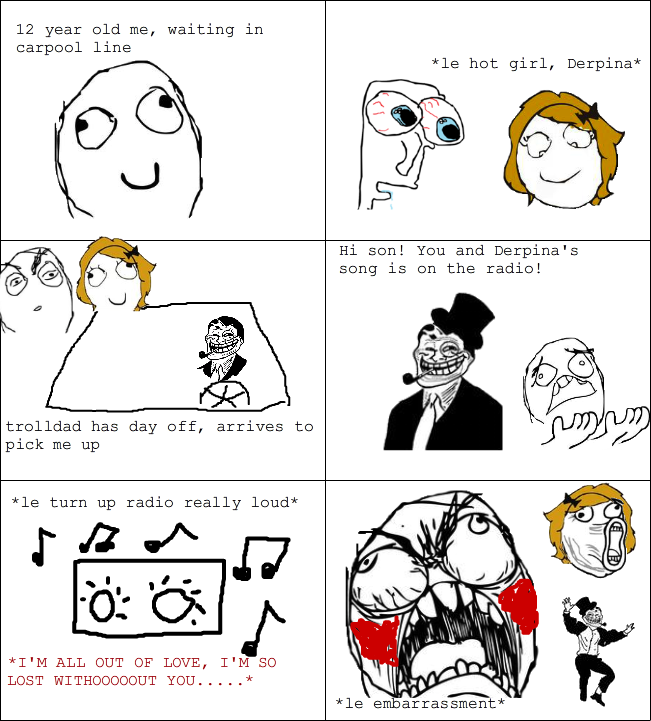 12 year old me, waiting in
carpool line
*le hot girl, Derpina*
trolldad has day off, arrives to
pick me up
Hi son! You and Derpina's
song is on the radio!
*le turn up radio really loud*
*I'M ALL OUT OF LOVE, I'M SO
LOST WITHOOOOOUT YOU.....*
*le embarrassment*